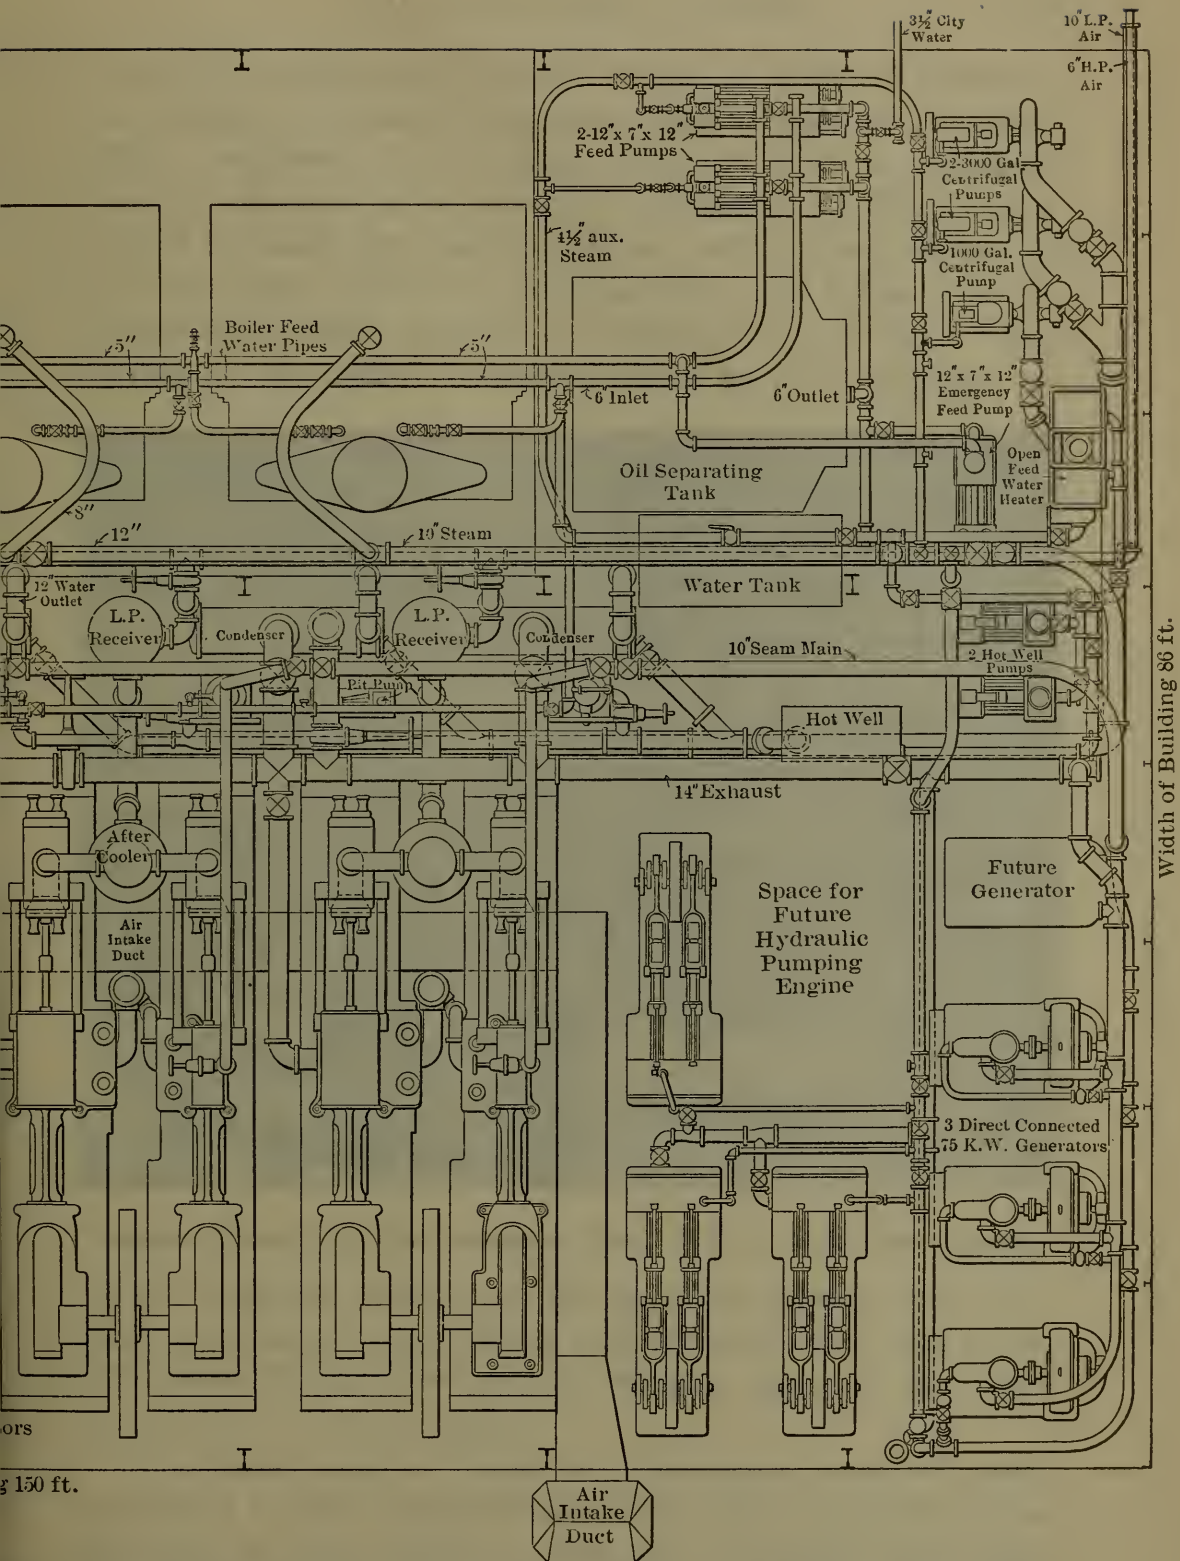 3½" City
Water
10" L.P.
Air
6" H.P.
Air
2-12" x 7" x 12"
Feed Pumps
2-3000 Gal
Centrifugal
Pumps
4½" aux.
Steam
1000 Gal.
Centrifugal
Pump
Boiler Feed
Water Pipes
5"
5"
6" Inlet
6" Outlet
12" x 7" x 12"
Emergency
Feed Pump
Open
Feed
Water
Heater
Oil Separating
Tank
8"
12"
10" Steam
12" Water
Outlet
L.P.
Receiver
Condenser
L.P.
Receiver
Condenser
Water Tank
10" Seam Main
2 Hot Well
Pumps
Pit Pump
Hot Well
14" Exhaust
Width of Building 86 ft.
After
Cooler
Air
Intake
Duct
Space for
Future
Hydraulic
Pumping
Engine
Future
Generator
3 Direct Connected
75 K.W. Generators
ors
g 150 ft.
Air
Intake
Duct